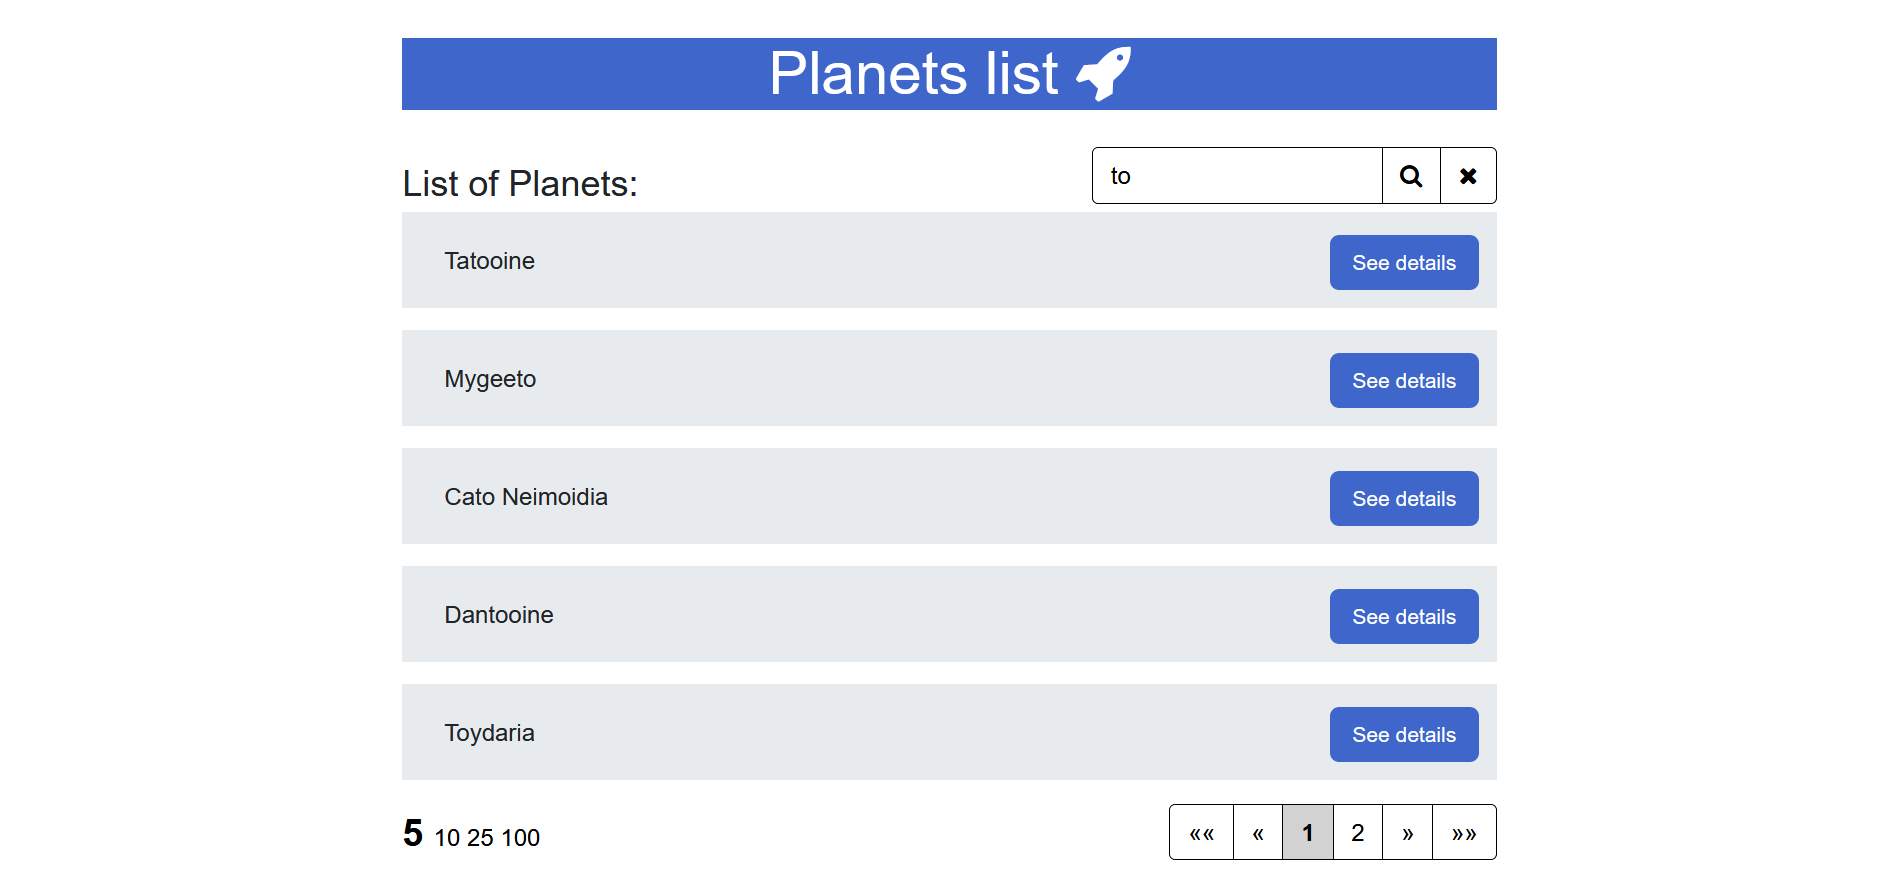 Planets list
List of Planets:
to
Tatooine See details
Mygeeto See details
Cato Neimoidia See details
Dantooine See details
Toydaria See details
5 10 25 100 «« « 1 2 » »»